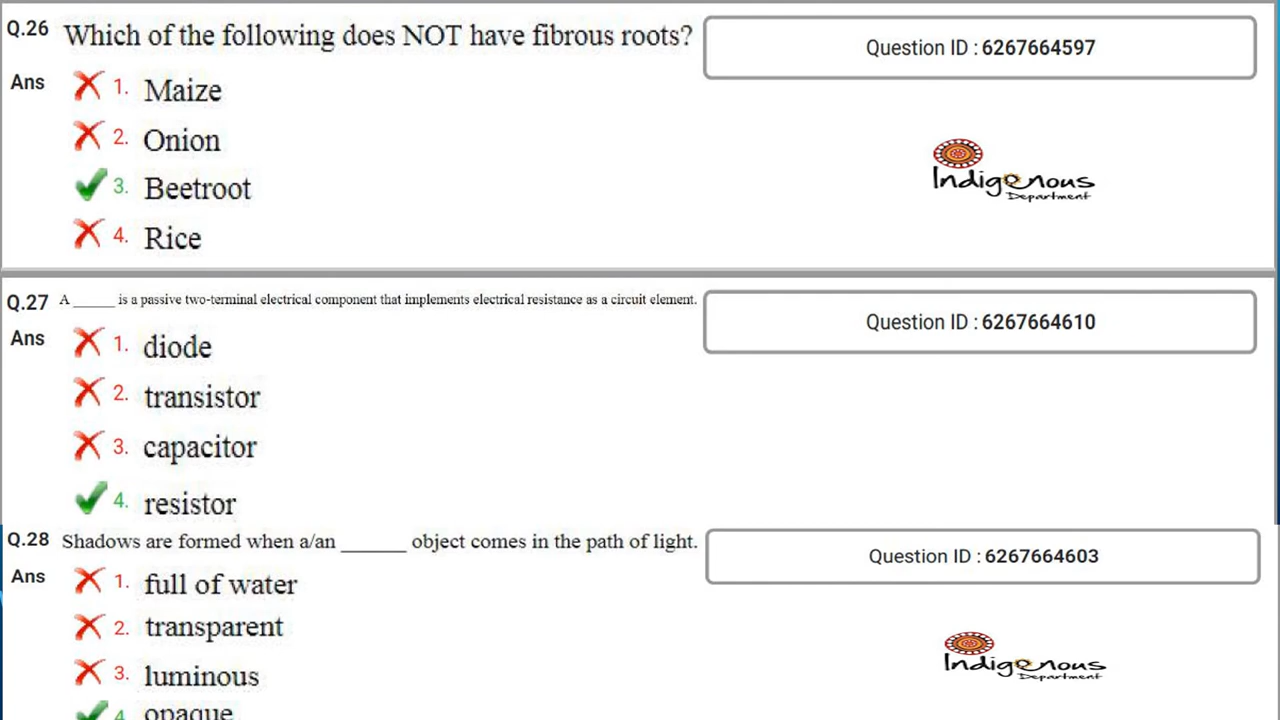 Q.26 Which of the following does NOT have fibrous roots?
Question ID : 6267664597
Ans 1. Maize
2. Onion
3. Beetroot
4. Rice
Indigenous
Department
Q.27 A ______ is a passive two-terminal electrical component that implements electrical resistance as a circuit element.
Question ID : 6267664610
Ans 1. diode
2. transistor
3. capacitor
4. resistor
Q.28 Shadows are formed when a/an ______ object comes in the path of light.
Question ID : 6267664603
Ans 1. full of water
2. transparent
3. luminous
4. opaque
Indigenous
Department